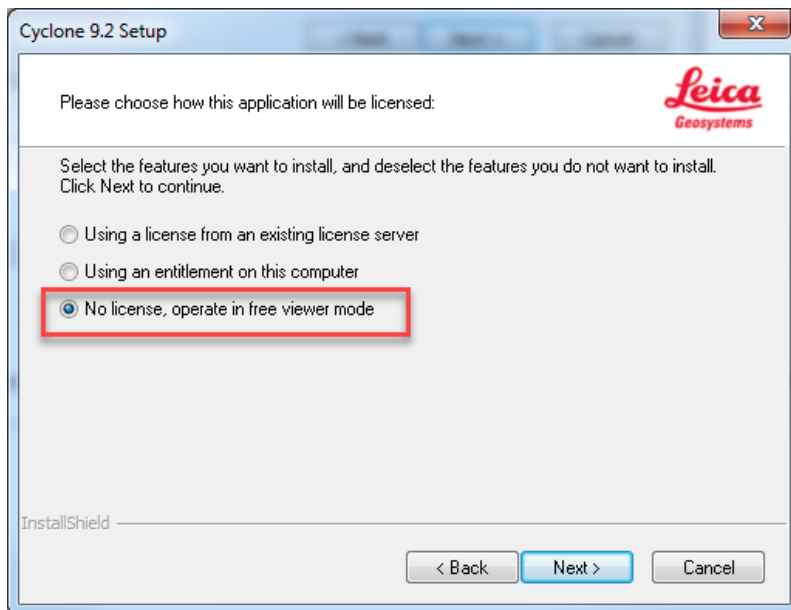 Cyclone 9.2 Setup
Please choose how this application will be licensed:
Leica
Geosystems
Select the features you want to install, and deselect the features you do not want to install.
Click Next to continue.
Using a license from an existing license server
Using an entitlement on this computer
No license, operate in free viewer mode
InstallShield
< Back
Next >
Cancel